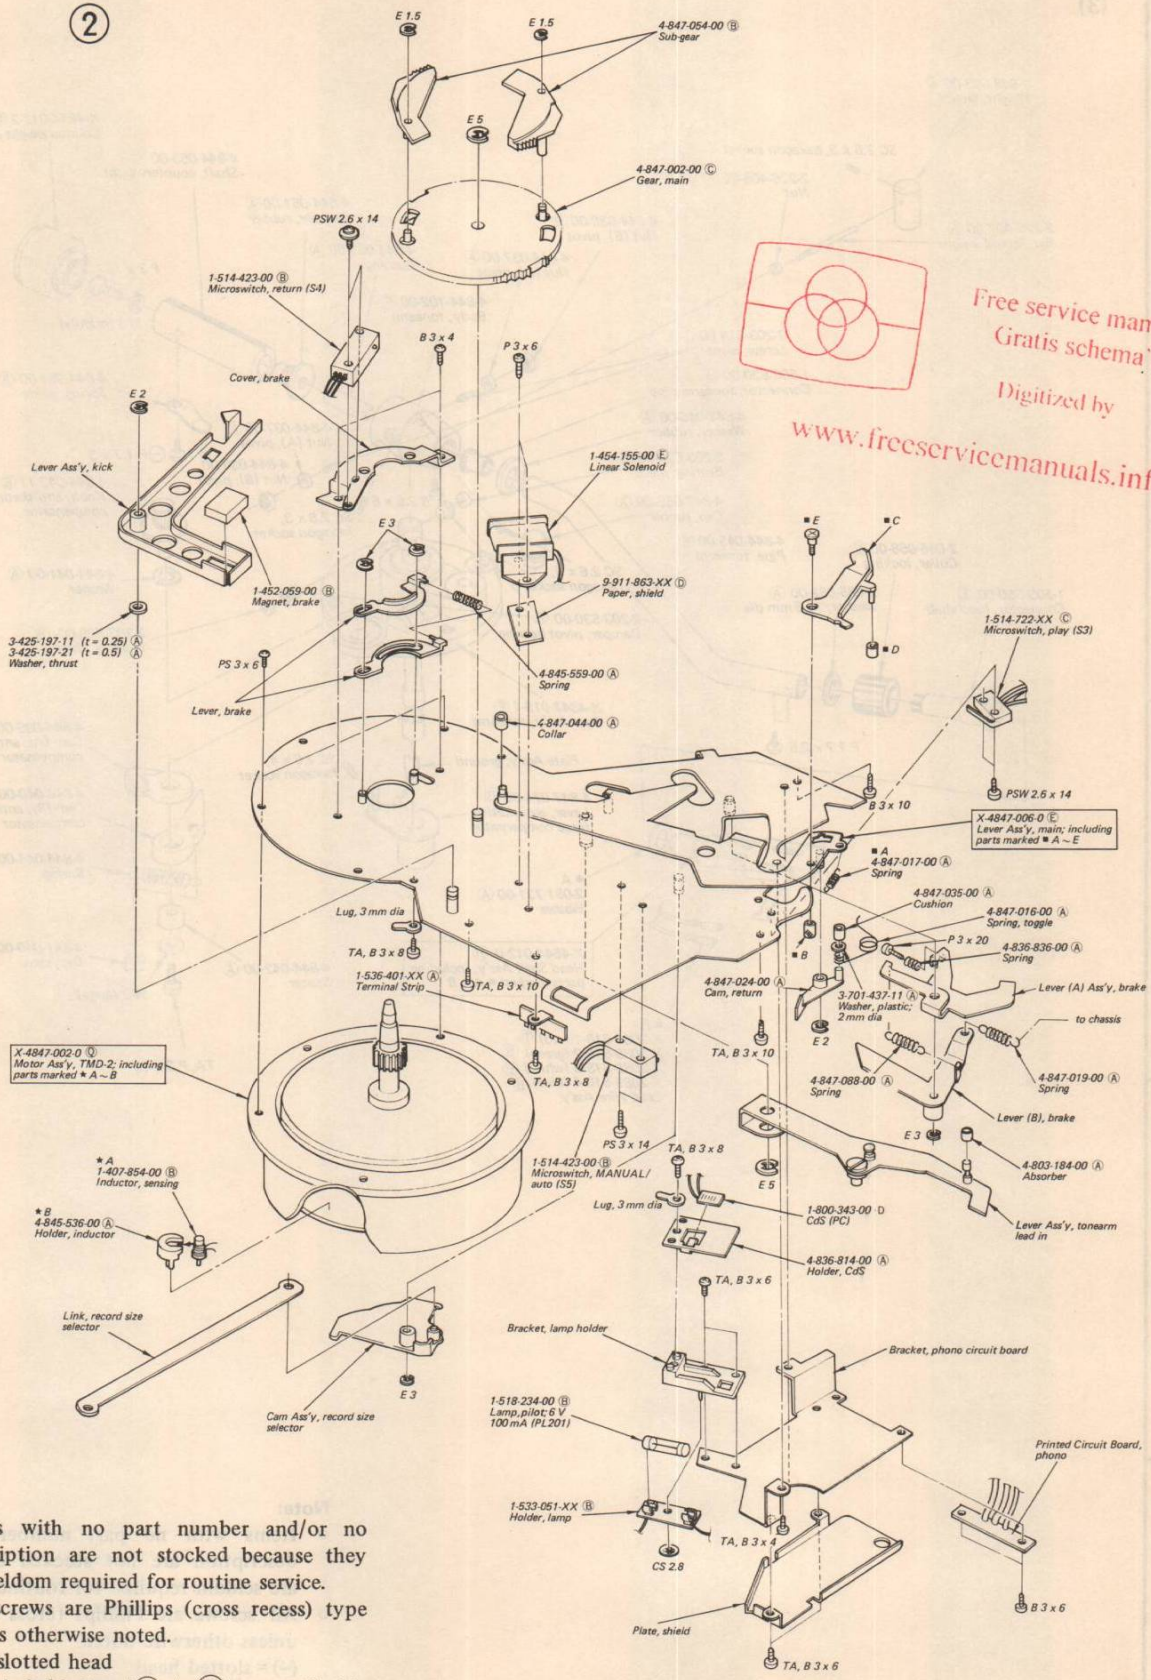 2
E 1.5
E 1.5
4-847-054-00 Ⓑ
Sub-gear
E 5
4-847-002-00 Ⓒ
Gear, main
PSW 2.6 x 14
1-514-423-00 Ⓑ
Microswitch, return (S4)
B 3 x 4
P 3 x 6
Cover, brake
E 2
Lever Ass'y, kick
1-454-155-00 Ⓔ
Linear Solenoid
Free service man
Gratis schema'
Digitized by
www.freeservicemanuals.inf
E 3
■ E
■ C
1-452-059-00 Ⓑ
Magnet, brake
9-911-863-XX Ⓓ
Paper, shield
3-425-197-11 (t = 0.25) Ⓐ
3-425-197-21 (t = 0.5) Ⓐ
Washer, thrust
PS 3 x 6
1-514-722-XX Ⓒ
Microswitch, play (S3)
■ D
4-845-559-00 Ⓐ
Spring
Lever, brake
4-847-044-00 Ⓐ
Collar
PSW 2.6 x 14
B 3 x 10
X-4847-006-0 Ⓔ
Lever Ass'y, main; including
parts marked ■ A ~ E
■ A
4-847-017-00 Ⓐ
Spring
4-847-035-00 Ⓐ
Cushion
4-847-016-00 Ⓐ
Spring, toggle
P 3 x 20
4-836-836-00 Ⓐ
Spring
Lug, 3 mm dia
TA, B 3 x 8
■ B
1-536-401-XX Ⓐ
Terminal Strip
TA, B 3 x 10
4-847-024-00 Ⓐ
Cam, return
3-701-437-11 Ⓐ
Washer, plastic;
2 mm dia
Lever (A) Ass'y, brake
to chassis
E 2
TA, B 3 x 10
X-4847-002-0 Ⓠ
Motor Ass'y, TMD-2; including
parts marked ★ A ~ B
TA, B 3 x 8
4-847-088-00 Ⓐ
Spring
4-847-019-00 Ⓐ
Spring
Lever (B), brake
PS 3 x 14
E 3
★ A
1-407-854-00 Ⓑ
Inductor, sensing
1-514-423-00 Ⓑ
Microswitch, MANUAL/
auto (S5)
TA, B 3 x 8
E 5
4-803-184-00 Ⓐ
Absorber
★ B
4-845-536-00 Ⓐ
Holder, inductor
Lug, 3 mm dia
1-800-343-00 D
CdS (PC)
Lever Ass'y, tonearm
lead in
4-836-814-00 Ⓐ
Holder, CdS
TA, B 3 x 6
Link, record size
selector
Bracket, lamp holder
Bracket, phono circuit board
E 3
Cam Ass'y, record size
selector
1-518-234-00 Ⓑ
Lamp, pilot; 6 V
100 mA (PL201)
Printed Circuit Board,
phono
1-533-051-XX Ⓑ
Holder, lamp
TA, B 3 x 4
CS 2.8
B 3 x 6
Plate, shield
TA, B 3 x 6
s with no part number and/or no
iption are not stocked because they
eldom required for routine service.
crews are Phillips (cross recess) type
s otherwise noted.
slotted head